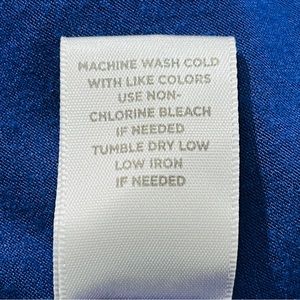 MACHINE WASH COLD
WITH LIKE COLORS
USE NON-
CHLORINE BLEACH
IF NEEDED
TUMBLE DRY LOW
LOW IRON
IF NEEDED